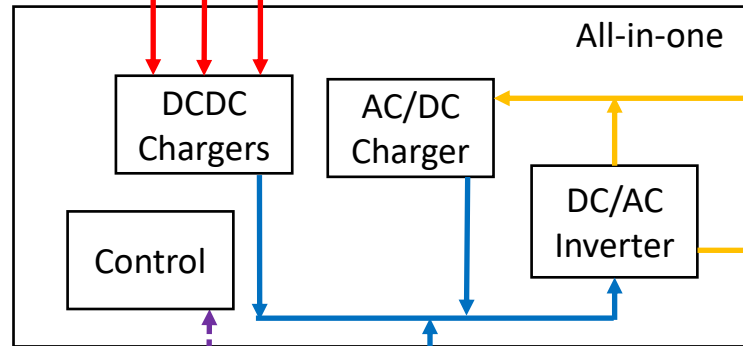 All-in-one
DCDC
Chargers
AC/DC
Charger
DC/AC
Inverter
Control